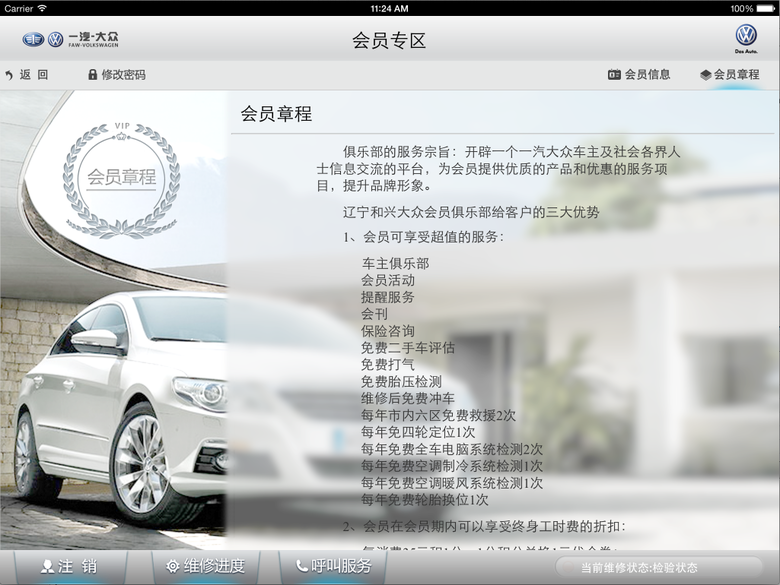 Carrier
11:24 AM
100%
一汽-大众
FAW-VOLKSWAGEN
会员专区
Das Auto.
返 回
修改密码
会员信息
会员章程
VIP
会员章程
会员章程
俱乐部的服务宗旨：开辟一个一汽大众车主及社会各界人
士信息交流的平台，为会员提供优质的产品和优惠的服务项
目，提升品牌形象。
辽宁和兴大众会员俱乐部给客户的三大优势
1、会员可享受超值的服务：
车主俱乐部
会员活动
提醒服务
会刊
保险咨询
免费二手车评估
免费打气
免费胎压检测
维修后免费冲车
每年市内六区免费救援2次
每年免四轮定位1次
每年免费全车电脑系统检测2次
每年免费空调制冷系统检测1次
每年免费空调暖风系统检测1次
每年免费轮胎换位1次
2、会员在会员期内可以享受终身工时费的折扣：
注 销
维修进度
呼叫服务
当前维修状态:检验状态